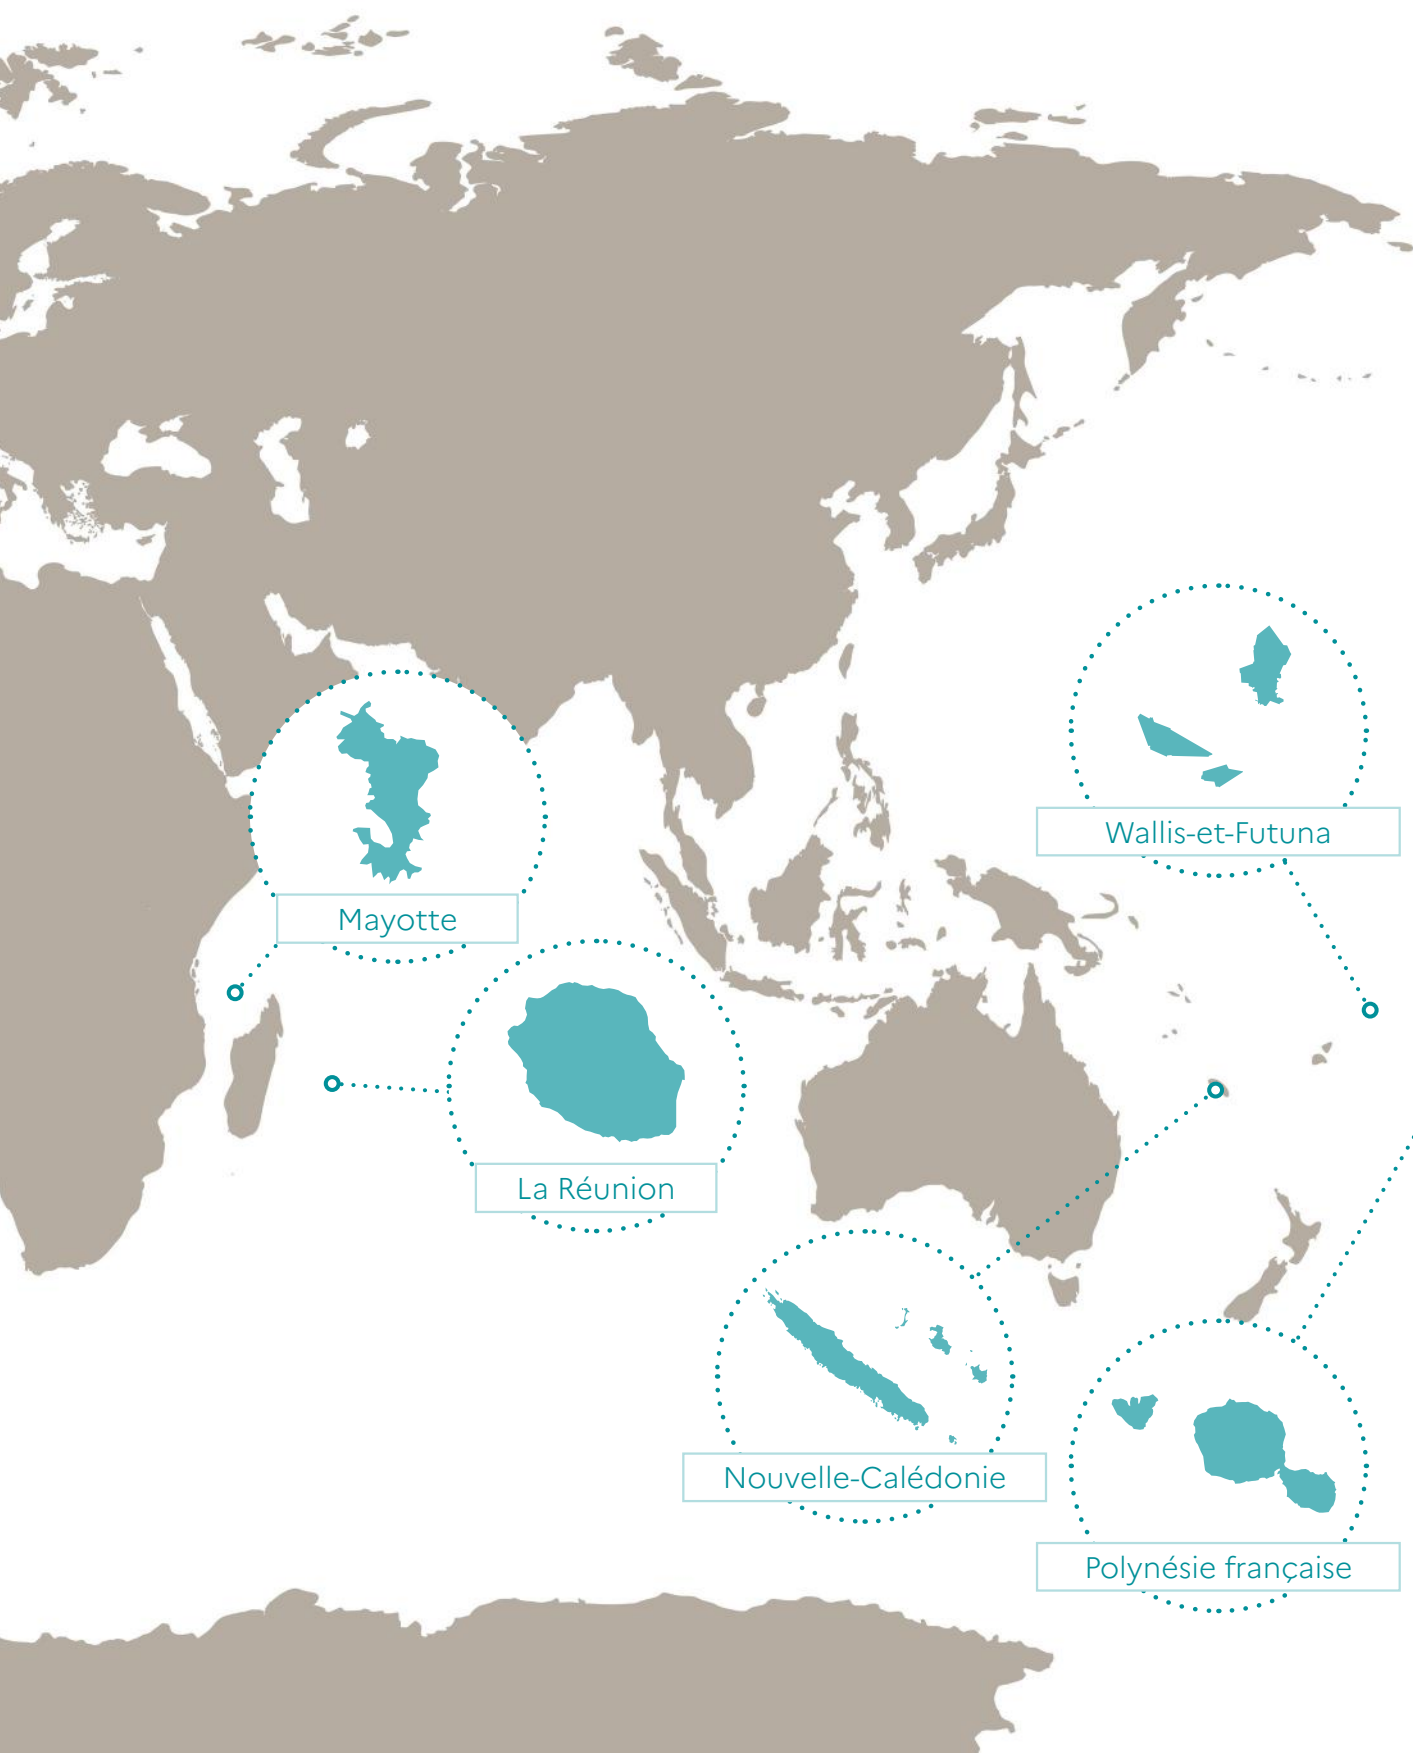 Wallis-et-Futuna
Mayotte
La Réunion
Nouvelle-Calédonie
Polynésie française